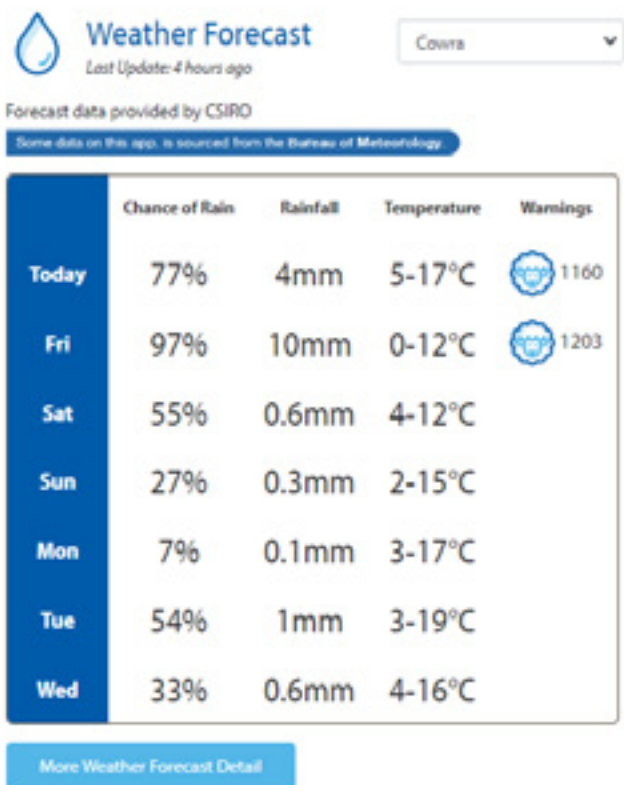 Weather Forecast
Cowra
Last Update: 4 hours ago
Forecast data provided by CSIRO
Some data on this app, is sourced from the Bureau of Meteorology
Chance of Rain Rainfall Temperature Warnings
Today 77% 4mm 5-17°C 1160
Fri 97% 10mm 0-12°C 1203
Sat 55% 0.6mm 4-12°C
Sun 27% 0.3mm 2-15°C
Mon 7% 0.1mm 3-17°C
Tue 54% 1mm 3-19°C
Wed 33% 0.6mm 4-16°C
More Weather Forecast Detail